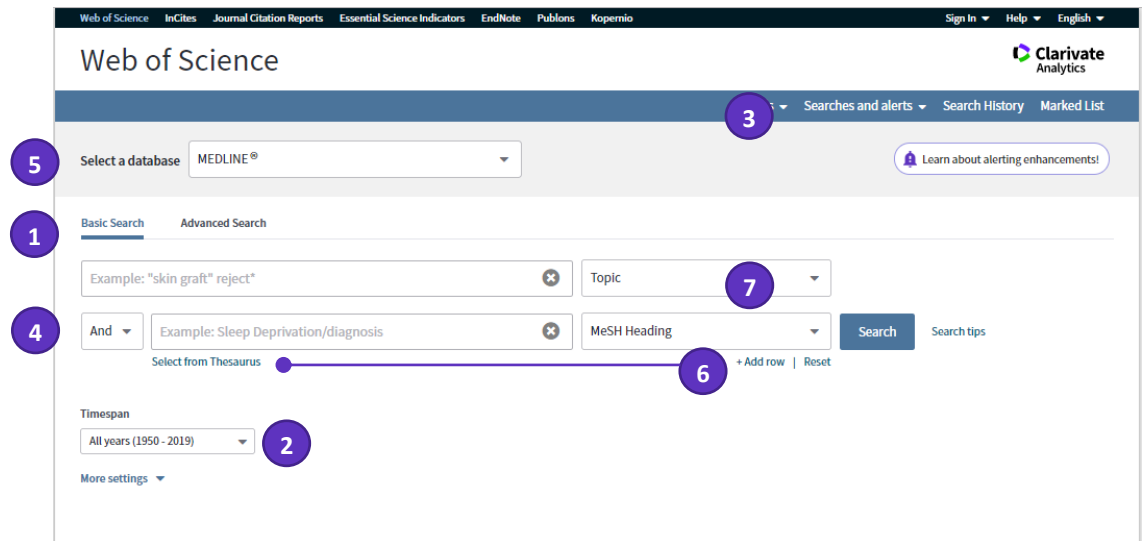 Web of Science InCites Journal Citation Reports Essential Science Indicators EndNote Publons Kopernio Sign In Help English
Web of Science
Clarivate
Analytics
3 Searches and alerts Search History Marked List
5 Select a database MEDLINE® Learn about alerting enhancements!
1 Basic Search Advanced Search
Example: "skin graft" reject* Topic 7
4 And Example: Sleep Deprivation/diagnosis MeSH Heading Search Search tips
Select from Thesaurus 6 + Add row | Reset
Timespan
All years (1950 - 2019) 2
More settings